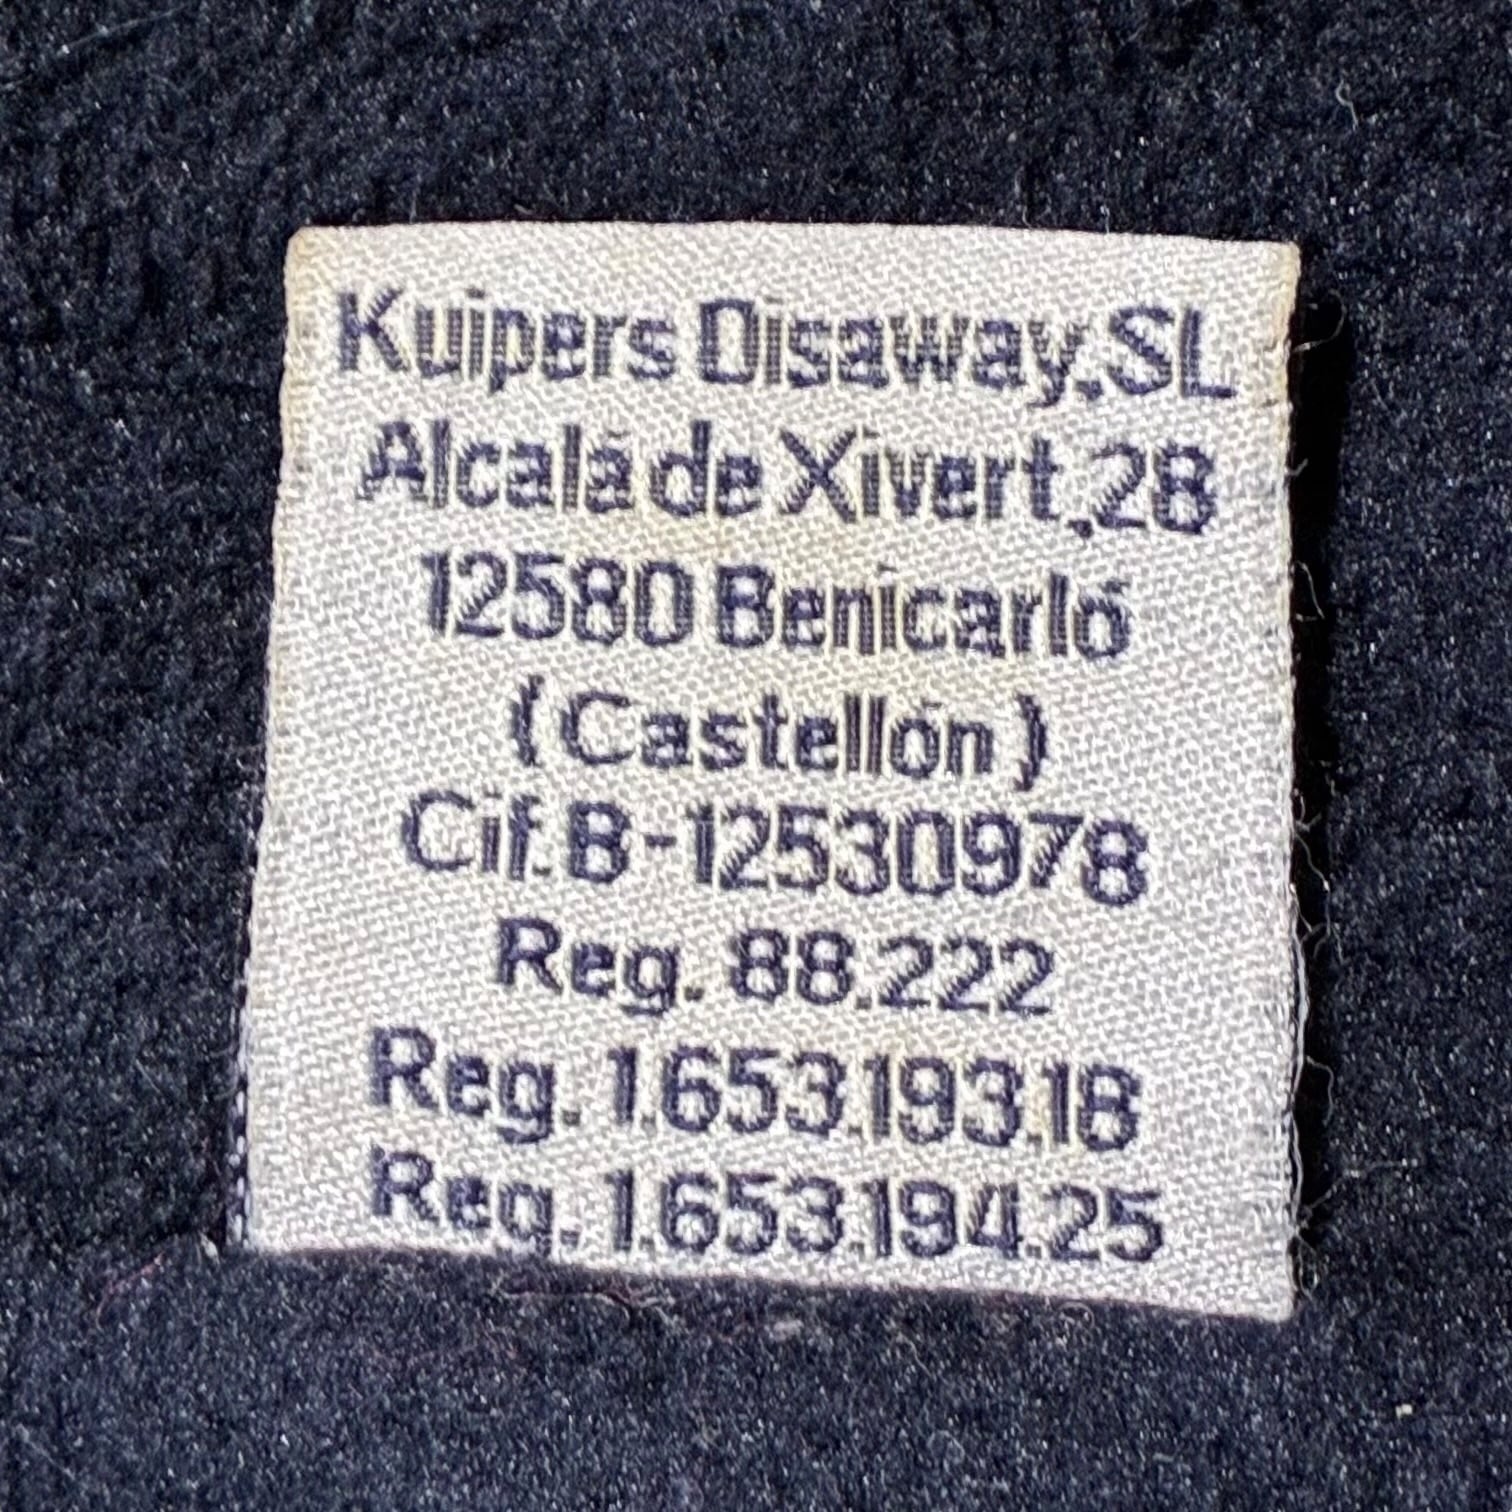 Kuipers Disaway,SL
Alcalá de Xivert,28
12580 Benicarló
(Castellón)
Cif.B-12530978
Reg. 88.222
Reg. 1.653.193.18
Reg. 1.653.194.25